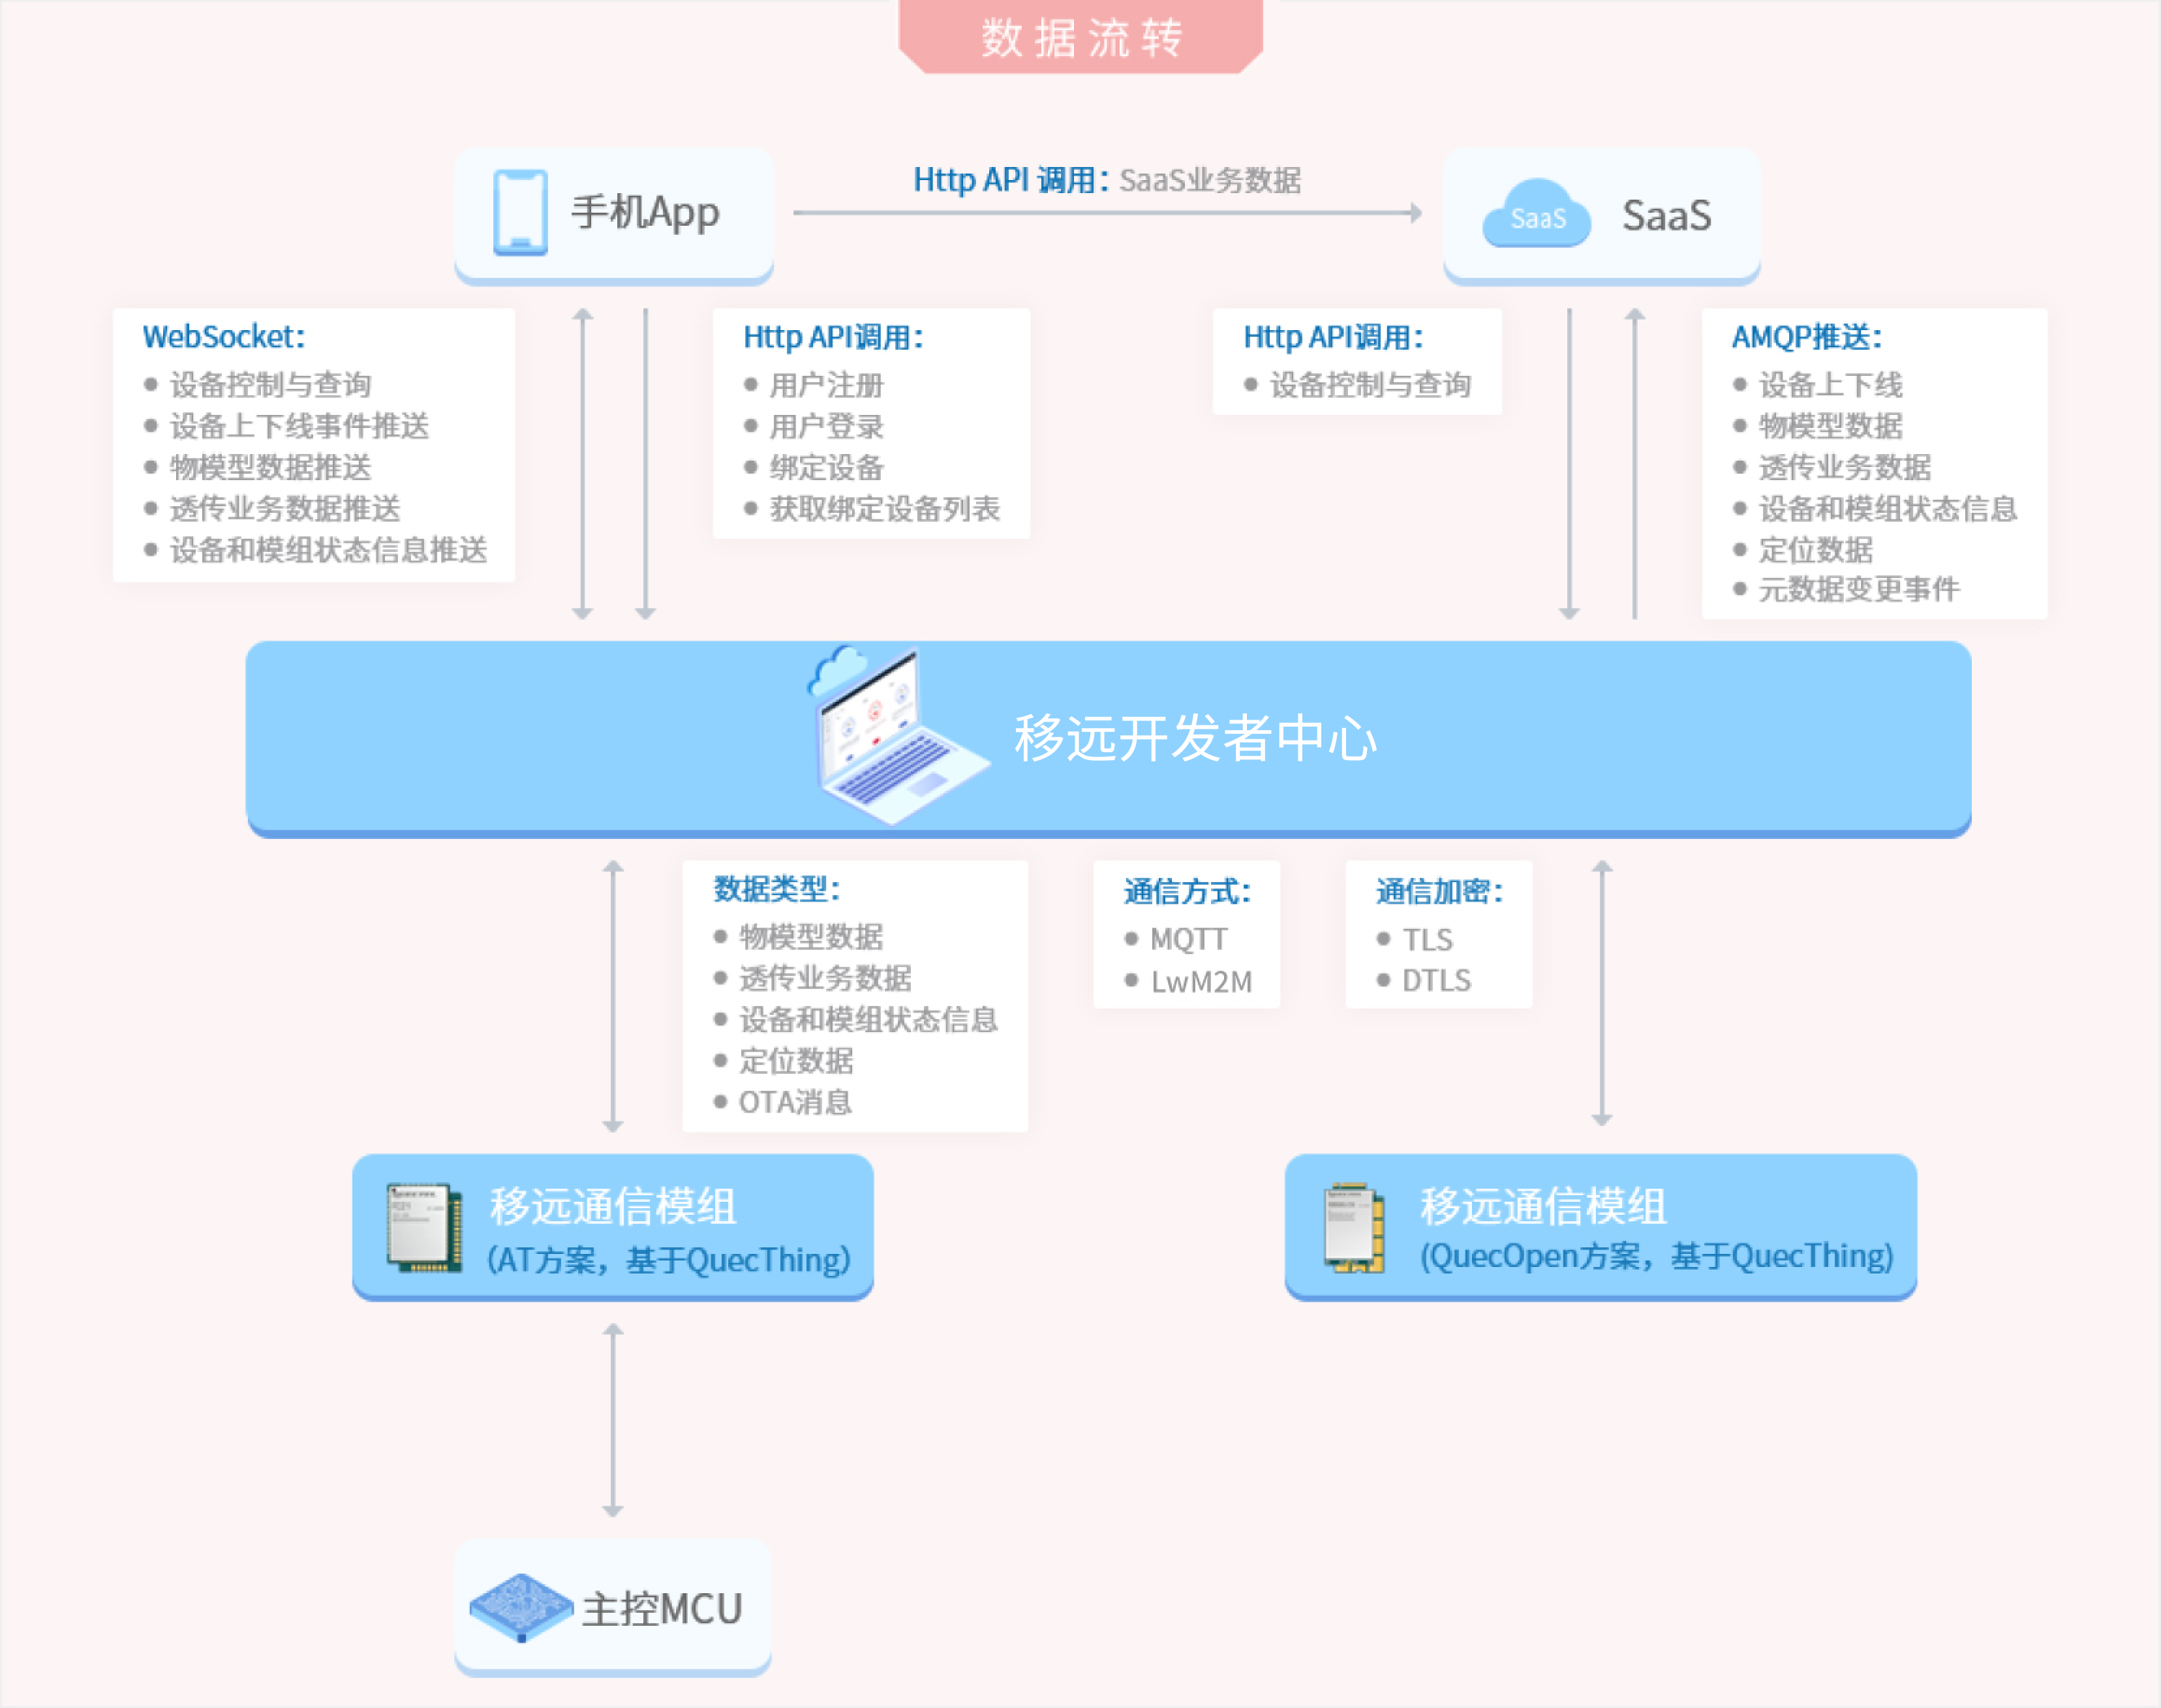 数据流转
手机App
Http API 调用：SaaS业务数据
SaaS
SaaS
WebSocket：
设备控制与查询
设备上下线事件推送
物模型数据推送
透传业务数据推送
设备和模组状态信息推送
Http API调用：
用户注册
用户登录
绑定设备
获取绑定设备列表
Http API调用：
设备控制与查询
AMQP推送：
设备上下线
物模型数据
透传业务数据
设备和模组状态信息
定位数据
元数据变更事件
移远开发者中心
数据类型：
物模型数据
透传业务数据
设备和模组状态信息
定位数据
OTA消息
通信方式：
MQTT
LwM2M
通信加密：
TLS
DTLS
移远通信模组
（AT方案，基于QuecThing）
移远通信模组
(QuecOpen方案，基于QuecThing)
主控MCU